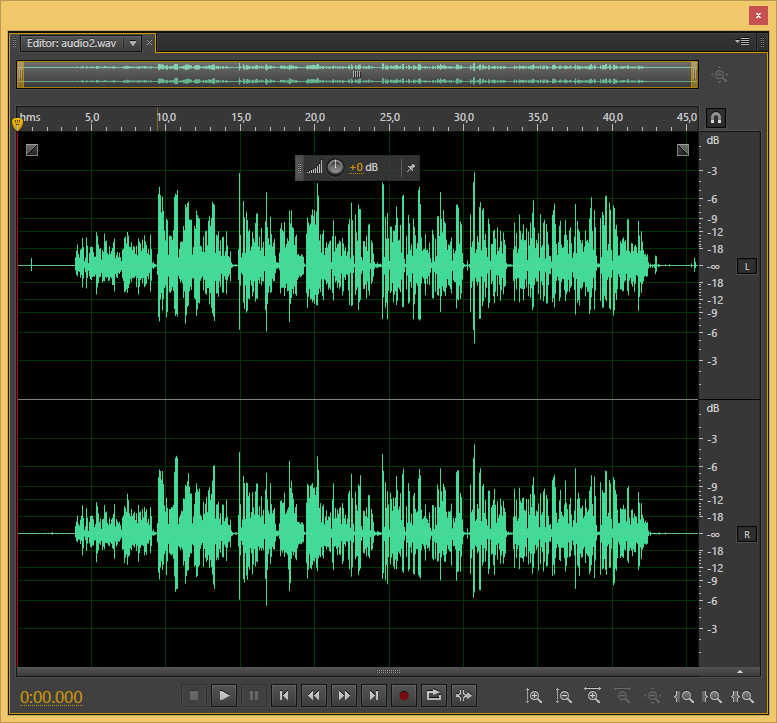 x
Editor: audio2.wav
hms 5,0 10,0 15,0 20,0 25,0 30,0 35,0 40,0 45,0
dB
+0 dB
-3
-6
-9
-12
-18
-∞
L
-18
-12
-9
-6
-3
dB
-3
-6
-9
-12
-18
-∞
R
-18
-12
-9
-6
-3
0:00.000